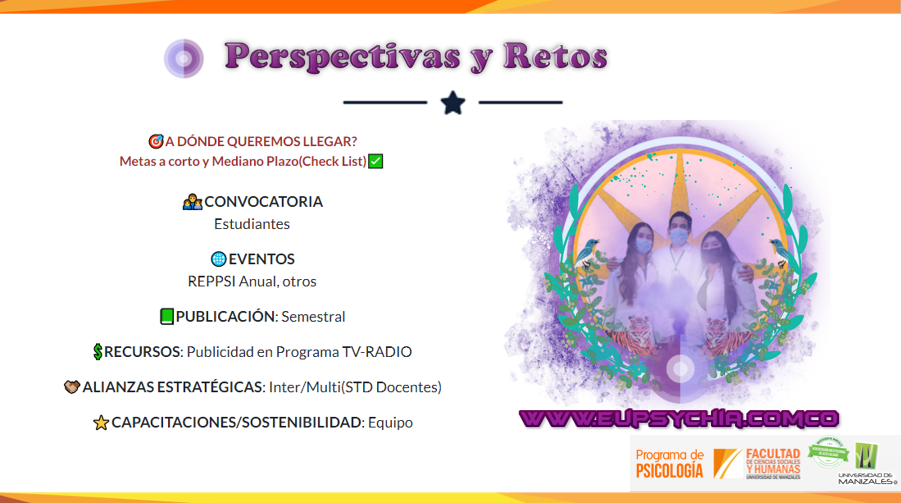 Perspectivas y Retos
A DÓNDE QUEREMOS LLEGAR?
Metas a corto y Mediano Plazo(Check List)
CONVOCATORIA
Estudiantes
EVENTOS
REPPSI Anual, otros
PUBLICACIÓN: Semestral
RECURSOS: Publicidad en Programa TV-RADIO
ALIANZAS ESTRATÉGICAS: Inter/Multi(STD Docentes)
CAPACITACIONES/SOSTENIBILIDAD: Equipo
WWW.EUPSYCHIA.COM.CO
Programa de
PSICOLOGÍA
FACULTAD
DE CIENCIAS SOCIALES
Y HUMANAS
UNIVERSIDAD DE MANIZALES
UNIVERSIDAD DE
MANIZALES